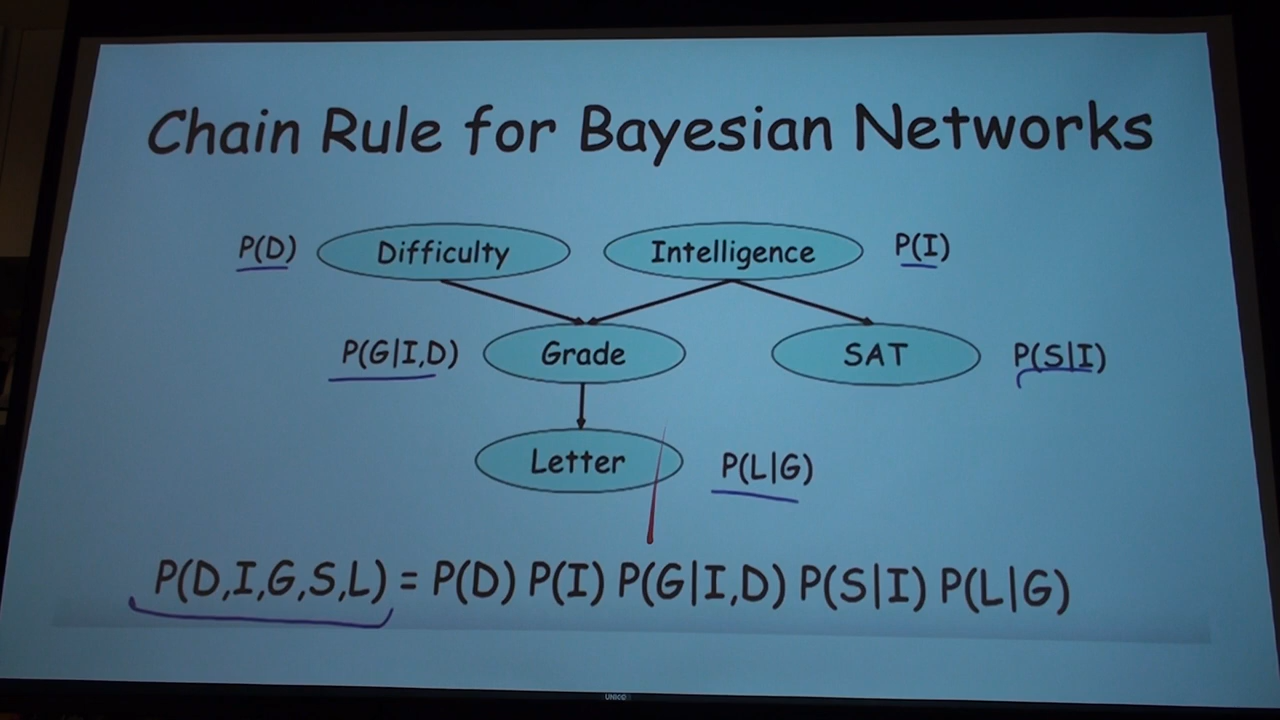 Chain Rule for Bayesian Networks
P(D) Difficulty Intelligence P(I)
P(G|I,D) Grade SAT P(S|I)
Letter P(L|G)
P(D,I,G,S,L) = P(D) P(I) P(G|I,D) P(S|I) P(L|G)